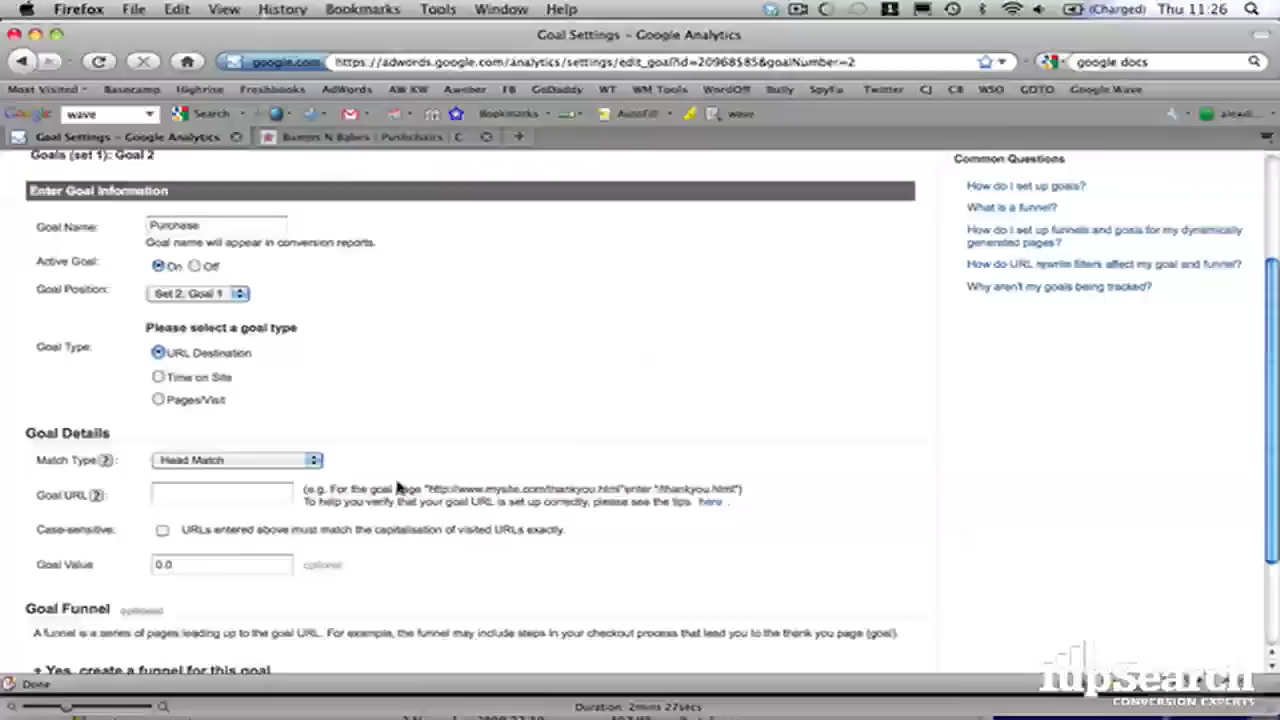 Firefox File Edit View History Bookmarks Tools Window Help (Charged) Thu 11:26
Goal Settings – Google Analytics
google.com https://adwords.google.com/analytics/settings/edit_goal?id=20968585&goalNumber=2 google docs
Most Visited Basecamp Highrise Freshbooks AdWords AW KW Aweber FB GoDaddy WT WM Tools WordOff Bully SpyFu Twitter CJ CB WSO GOTO Google Wave
Google wave Search Bookmarks AutoFill wave
Goal Settings – Google Analytics Bumps N Babes | Pushchairs | C
Goals (set 1): Goal 2
Common Questions
Enter Goal Information
How do I set up goals?
What is a funnel?
How do I set up funnels and goals for my dynamically
generated pages?
How do URL rewrite filters affect my goal and funnel?
Why aren't my goals being tracked?
Goal Name: Purchase
Goal name will appear in conversion reports.
Active Goal: On Off
Goal Position: Set 2, Goal 1
Please select a goal type
Goal Type: URL Destination
Time on Site
Pages/Visit
Goal Details
Match Type ? : Head Match
Goal URL ? : (e.g. For the goal page "http://www.mysite.com/thankyou.html" enter "/thankyou.html")
To help you verify that your goal URL is set up correctly, please see the tips here .
Case-sensitive: URLs entered above must match the capitalisation of visited URLs exactly.
Goal Value 0.0 optional
Goal Funnel optional
A funnel is a series of pages leading up to the goal URL. For example, the funnel may include steps in your checkout process that lead you to the thank you page (goal).
+ Yes, create a funnel for this goal
Done
CONVERSION EXPERTS
Duration: 2mins 27secs